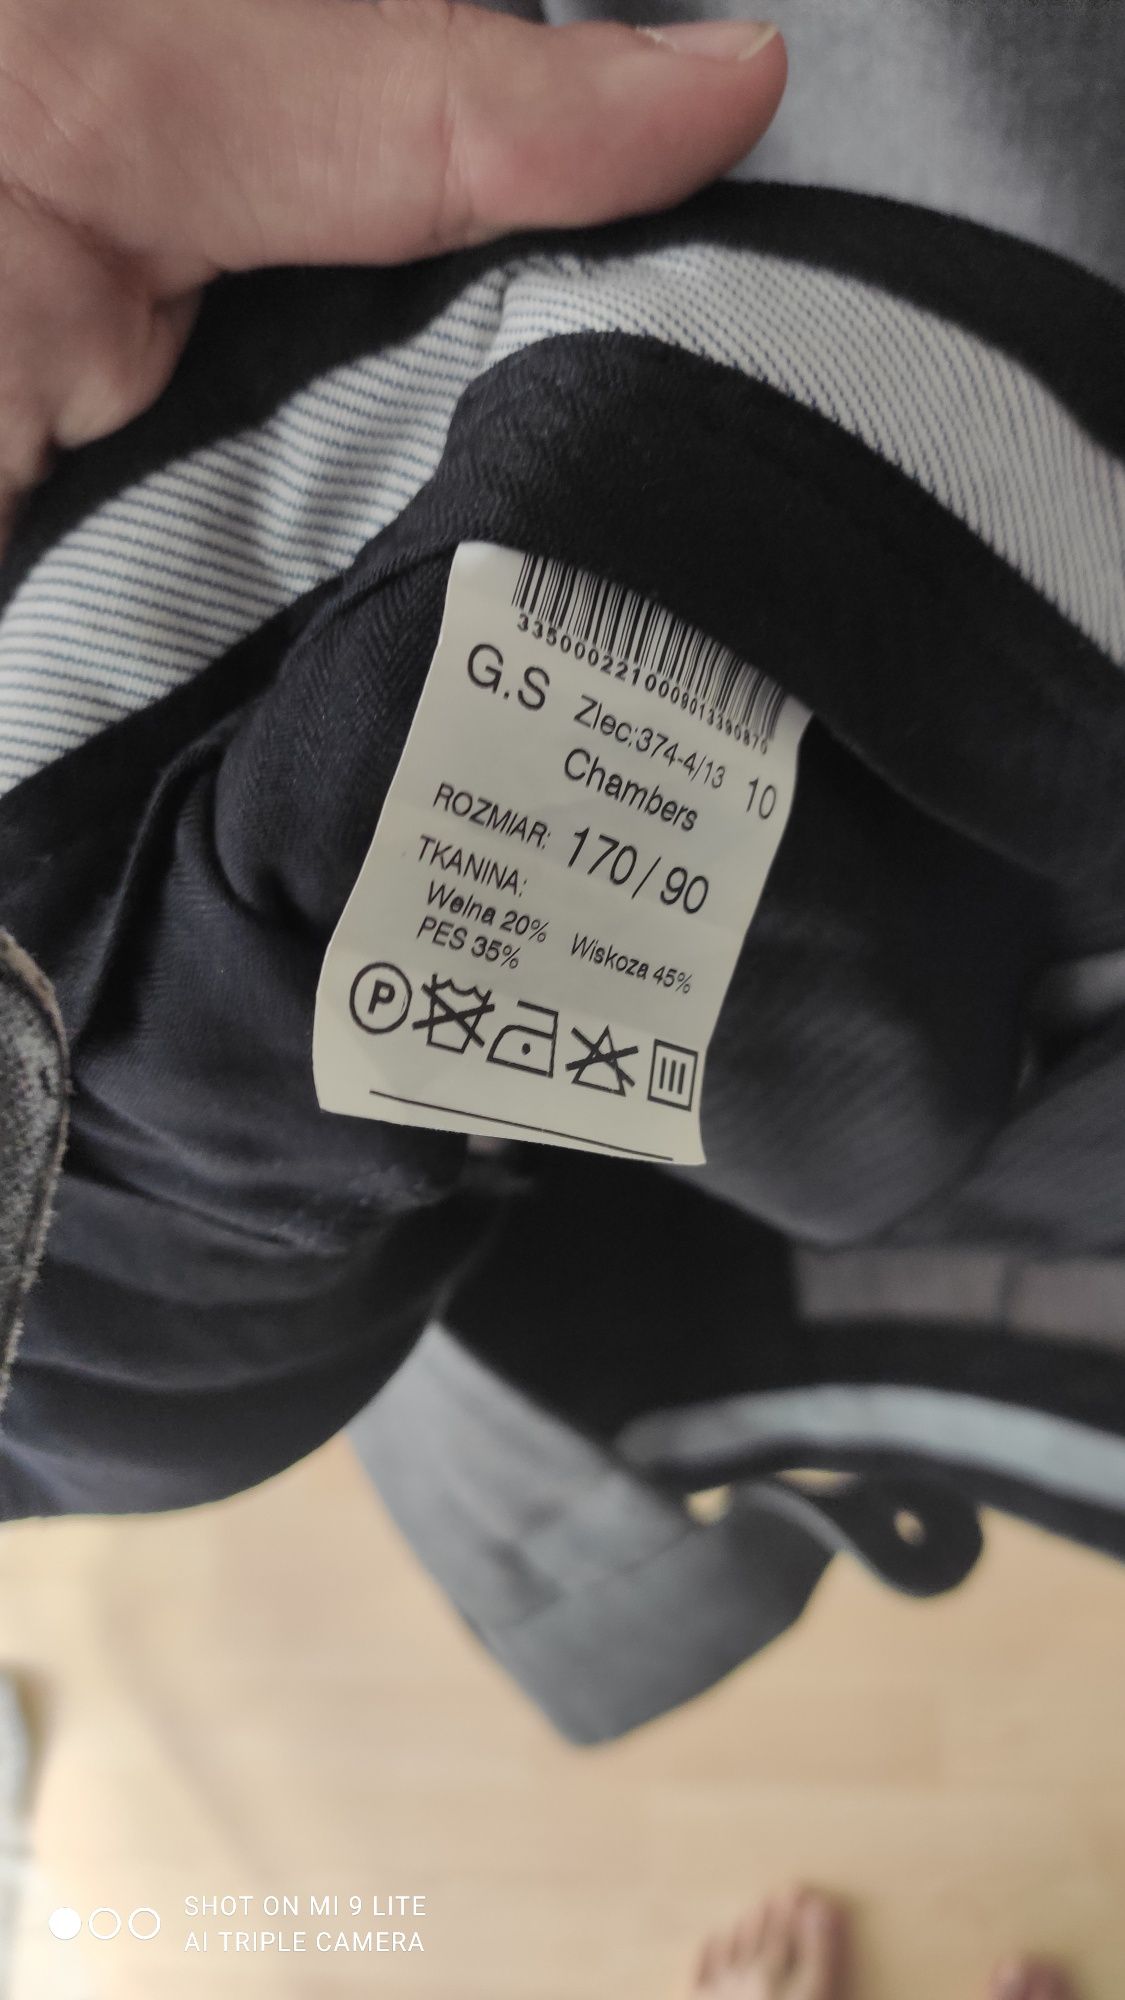 3350002210009013390870
G.S Zlec:374-4/13 10
Chambers
ROZMIAR: 170 / 90
TKANINA:
Wełna 20% Wiskoza 45%
PES 35%
P
SHOT ON MI 9 LITE
AI TRIPLE CAMERA